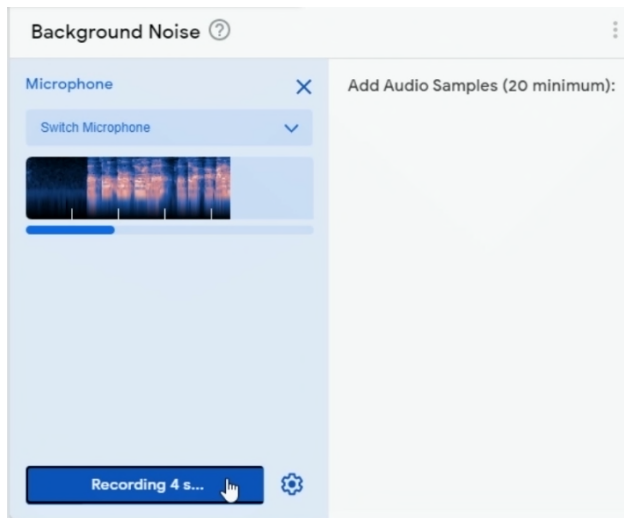 Background Noise
Microphone
Add Audio Samples (20 minimum):
Switch Microphone
Recording 4 s...